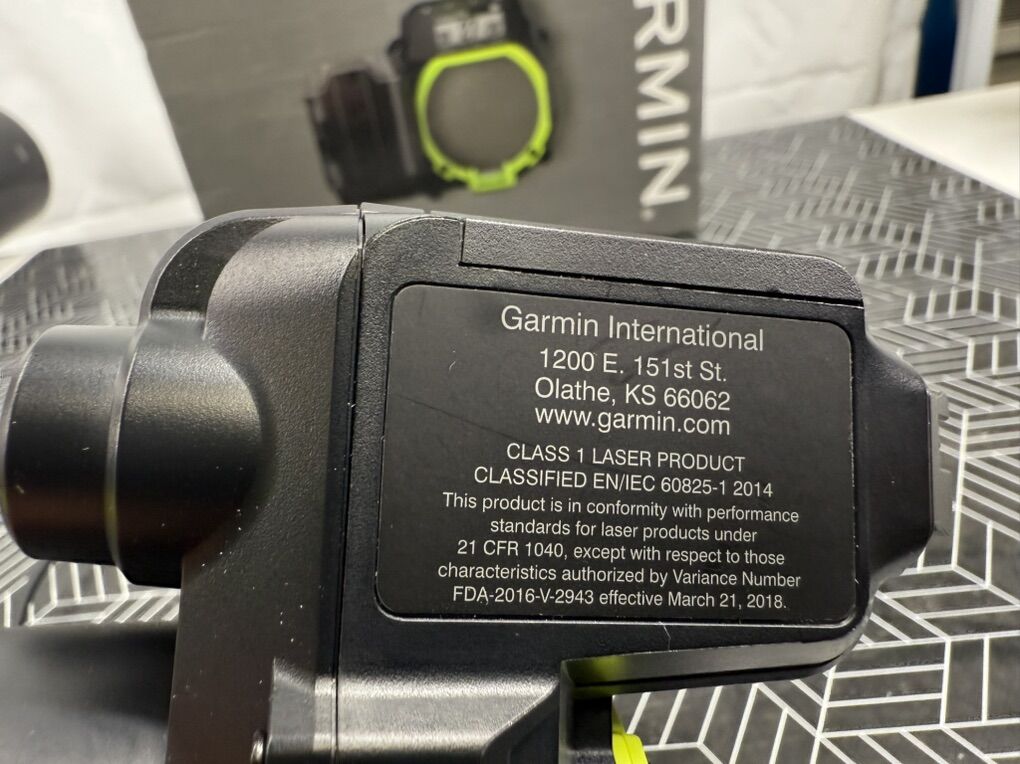 RMIN
Garmin International
1200 E. 151st St.
Olathe, KS 66062
www.garmin.com
CLASS 1 LASER PRODUCT
CLASSIFIED EN/IEC 60825-1 2014
This product is in conformity with performance
standards for laser products under
21 CFR 1040, except with respect to those
characteristics authorized by Variance Number
FDA-2016-V-2943 effective March 21, 2018.